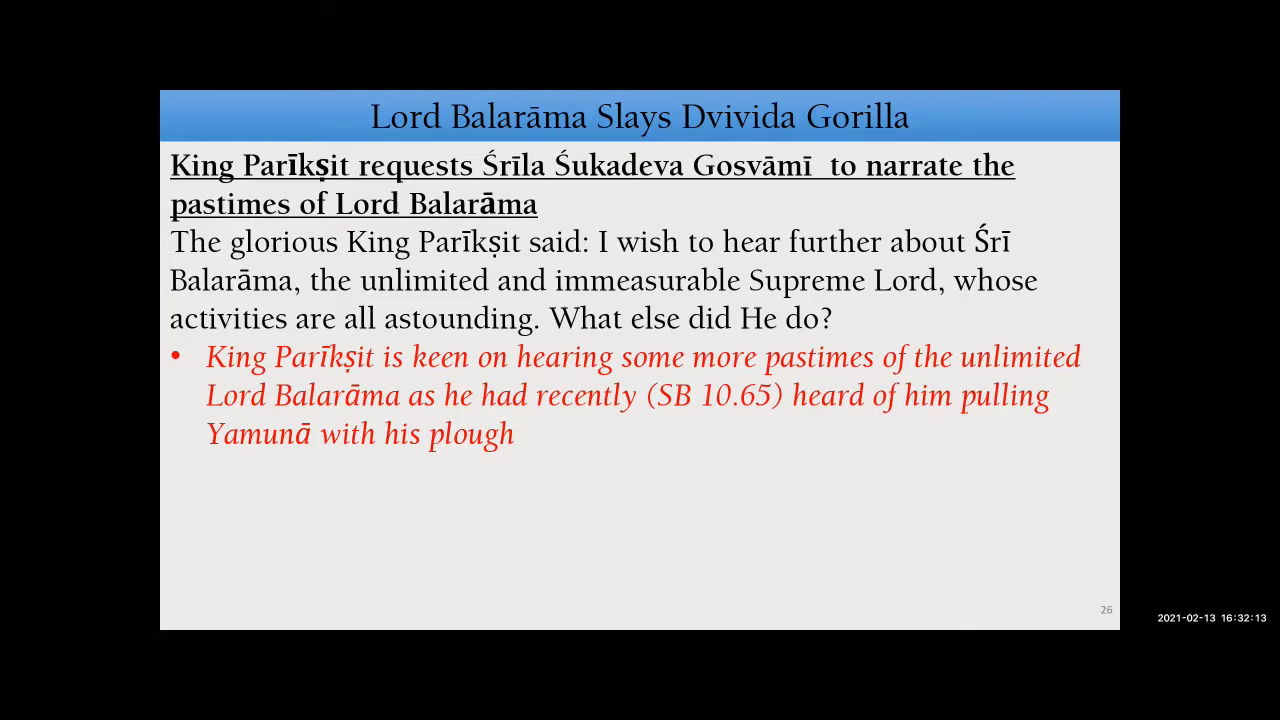 Lord Balarāma Slays Dvivida Gorilla
King Parīkṣit requests Śrīla Śukadeva Gosvāmī  to narrate the
pastimes of Lord Balarāma
The glorious King Parīkṣit said: I wish to hear further about Śrī
Balarāma, the unlimited and immeasurable Supreme Lord, whose
activities are all astounding. What else did He do?
• King Parīkṣit is keen on hearing some more pastimes of the unlimited
Lord Balarāma as he had recently (SB 10.65) heard of him pulling
Yamunā with his plough
26
2021-02-13 16:32:13